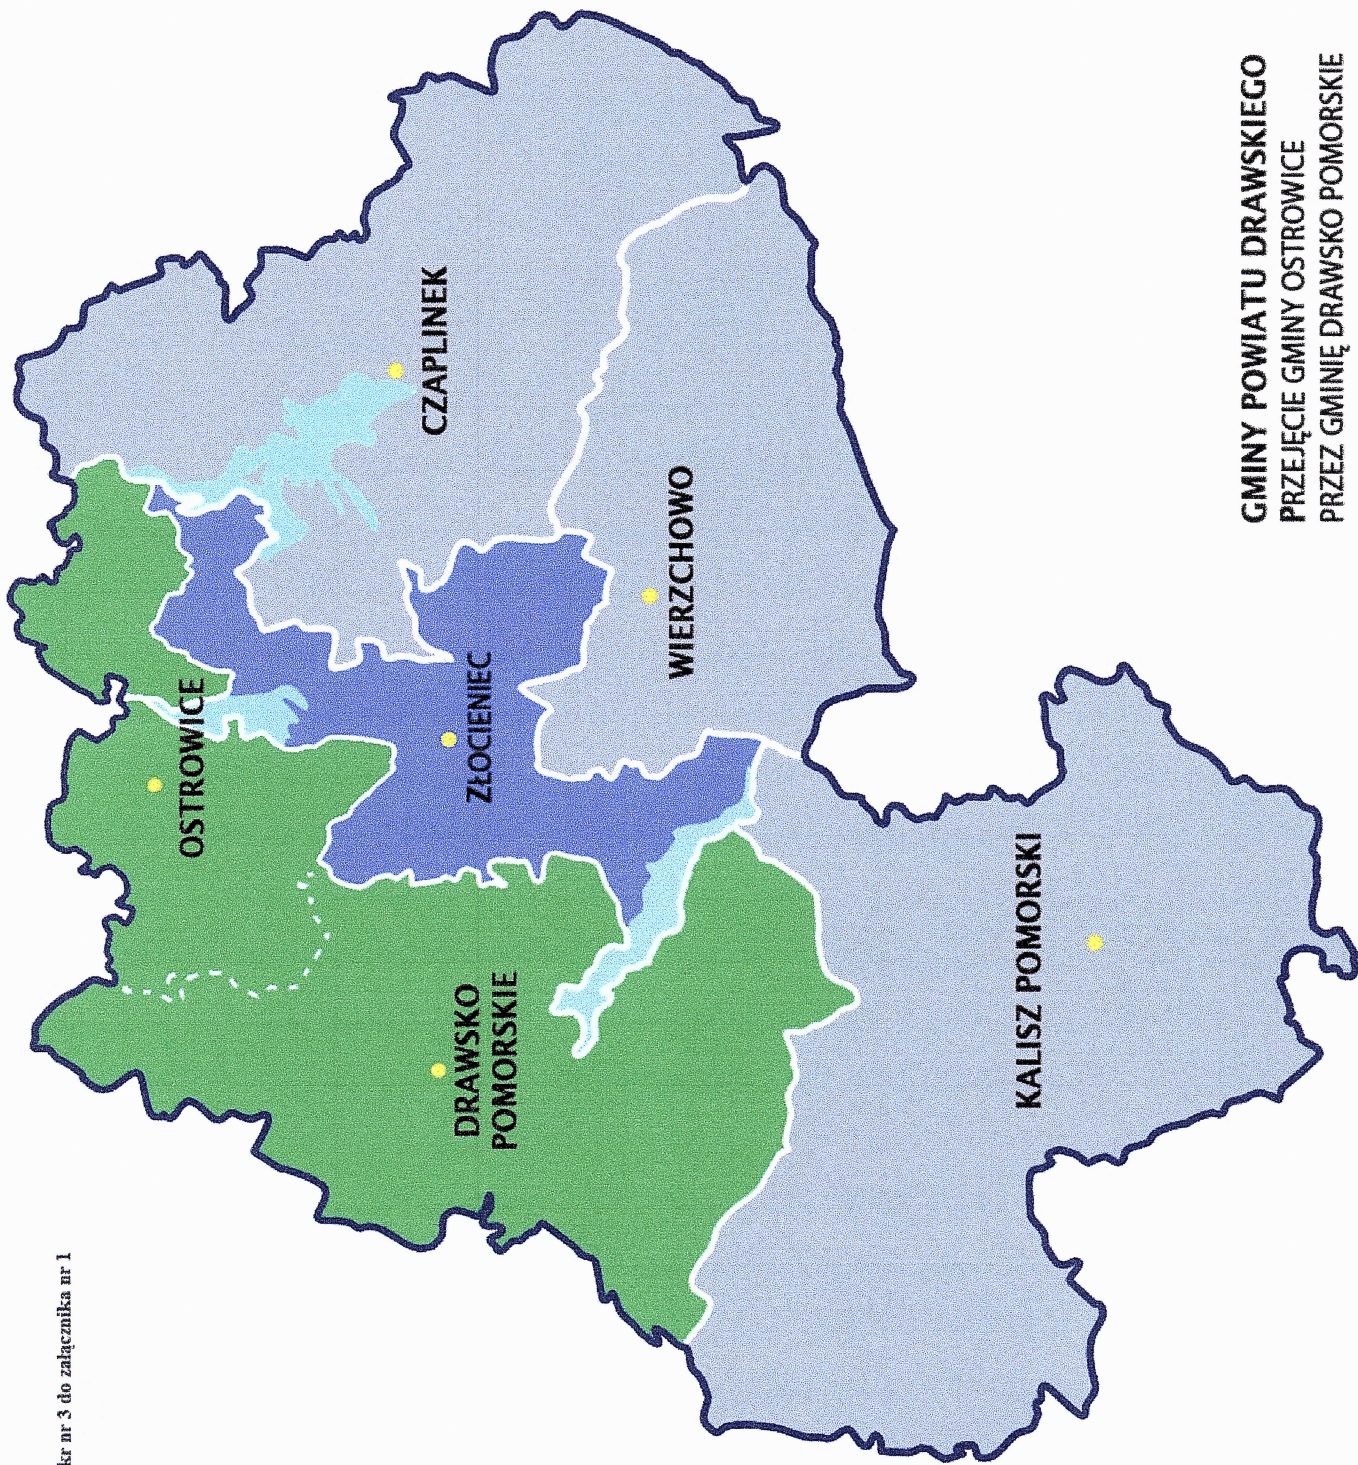 kr nr 3 do załącznika nr 1
OSTROWICE
CZAPLINEK
DRAWSKO
POMORSKIE
ZŁOCIENIEC
WIERZCHOWO
KALISZ POMORSKI
GMINY POWIATU DRAWSKIEGO
PRZEJĘCIE GMINY OSTROWICE
PRZEZ GMINIĘ DRAWSKO POMORSKIE